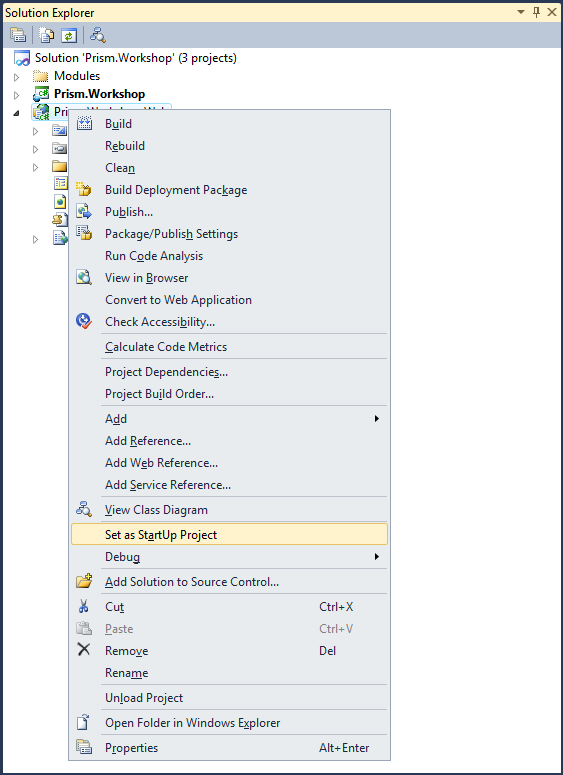 Solution Explorer
Solution 'Prism.Workshop' (3 projects)
Modules
Prism.Workshop
Build
Rebuild
Clean
Build Deployment Package
Publish...
Package/Publish Settings
Run Code Analysis
View in Browser
Convert to Web Application
Check Accessibility...
Calculate Code Metrics
Project Dependencies...
Project Build Order...
Add
Add Reference...
Add Web Reference...
Add Service Reference...
View Class Diagram
Set as StartUp Project
Debug
Add Solution to Source Control...
Cut Ctrl+X
Paste Ctrl+V
Remove Del
Rename
Unload Project
Open Folder in Windows Explorer
Properties Alt+Enter